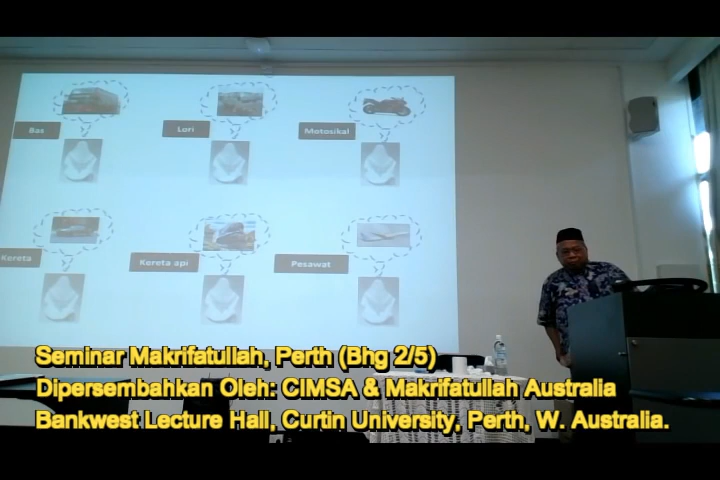 Bas
Lori
Motosikal
Kereta
Kereta api
Pesawat
Seminar Makrifatullah, Perth (Bhg 2/5)
Dipersembahkan Oleh: CIMSA & Makrifatullah Australia
Bankwest Lecture Hall, Curtin University, Perth, W. Australia.